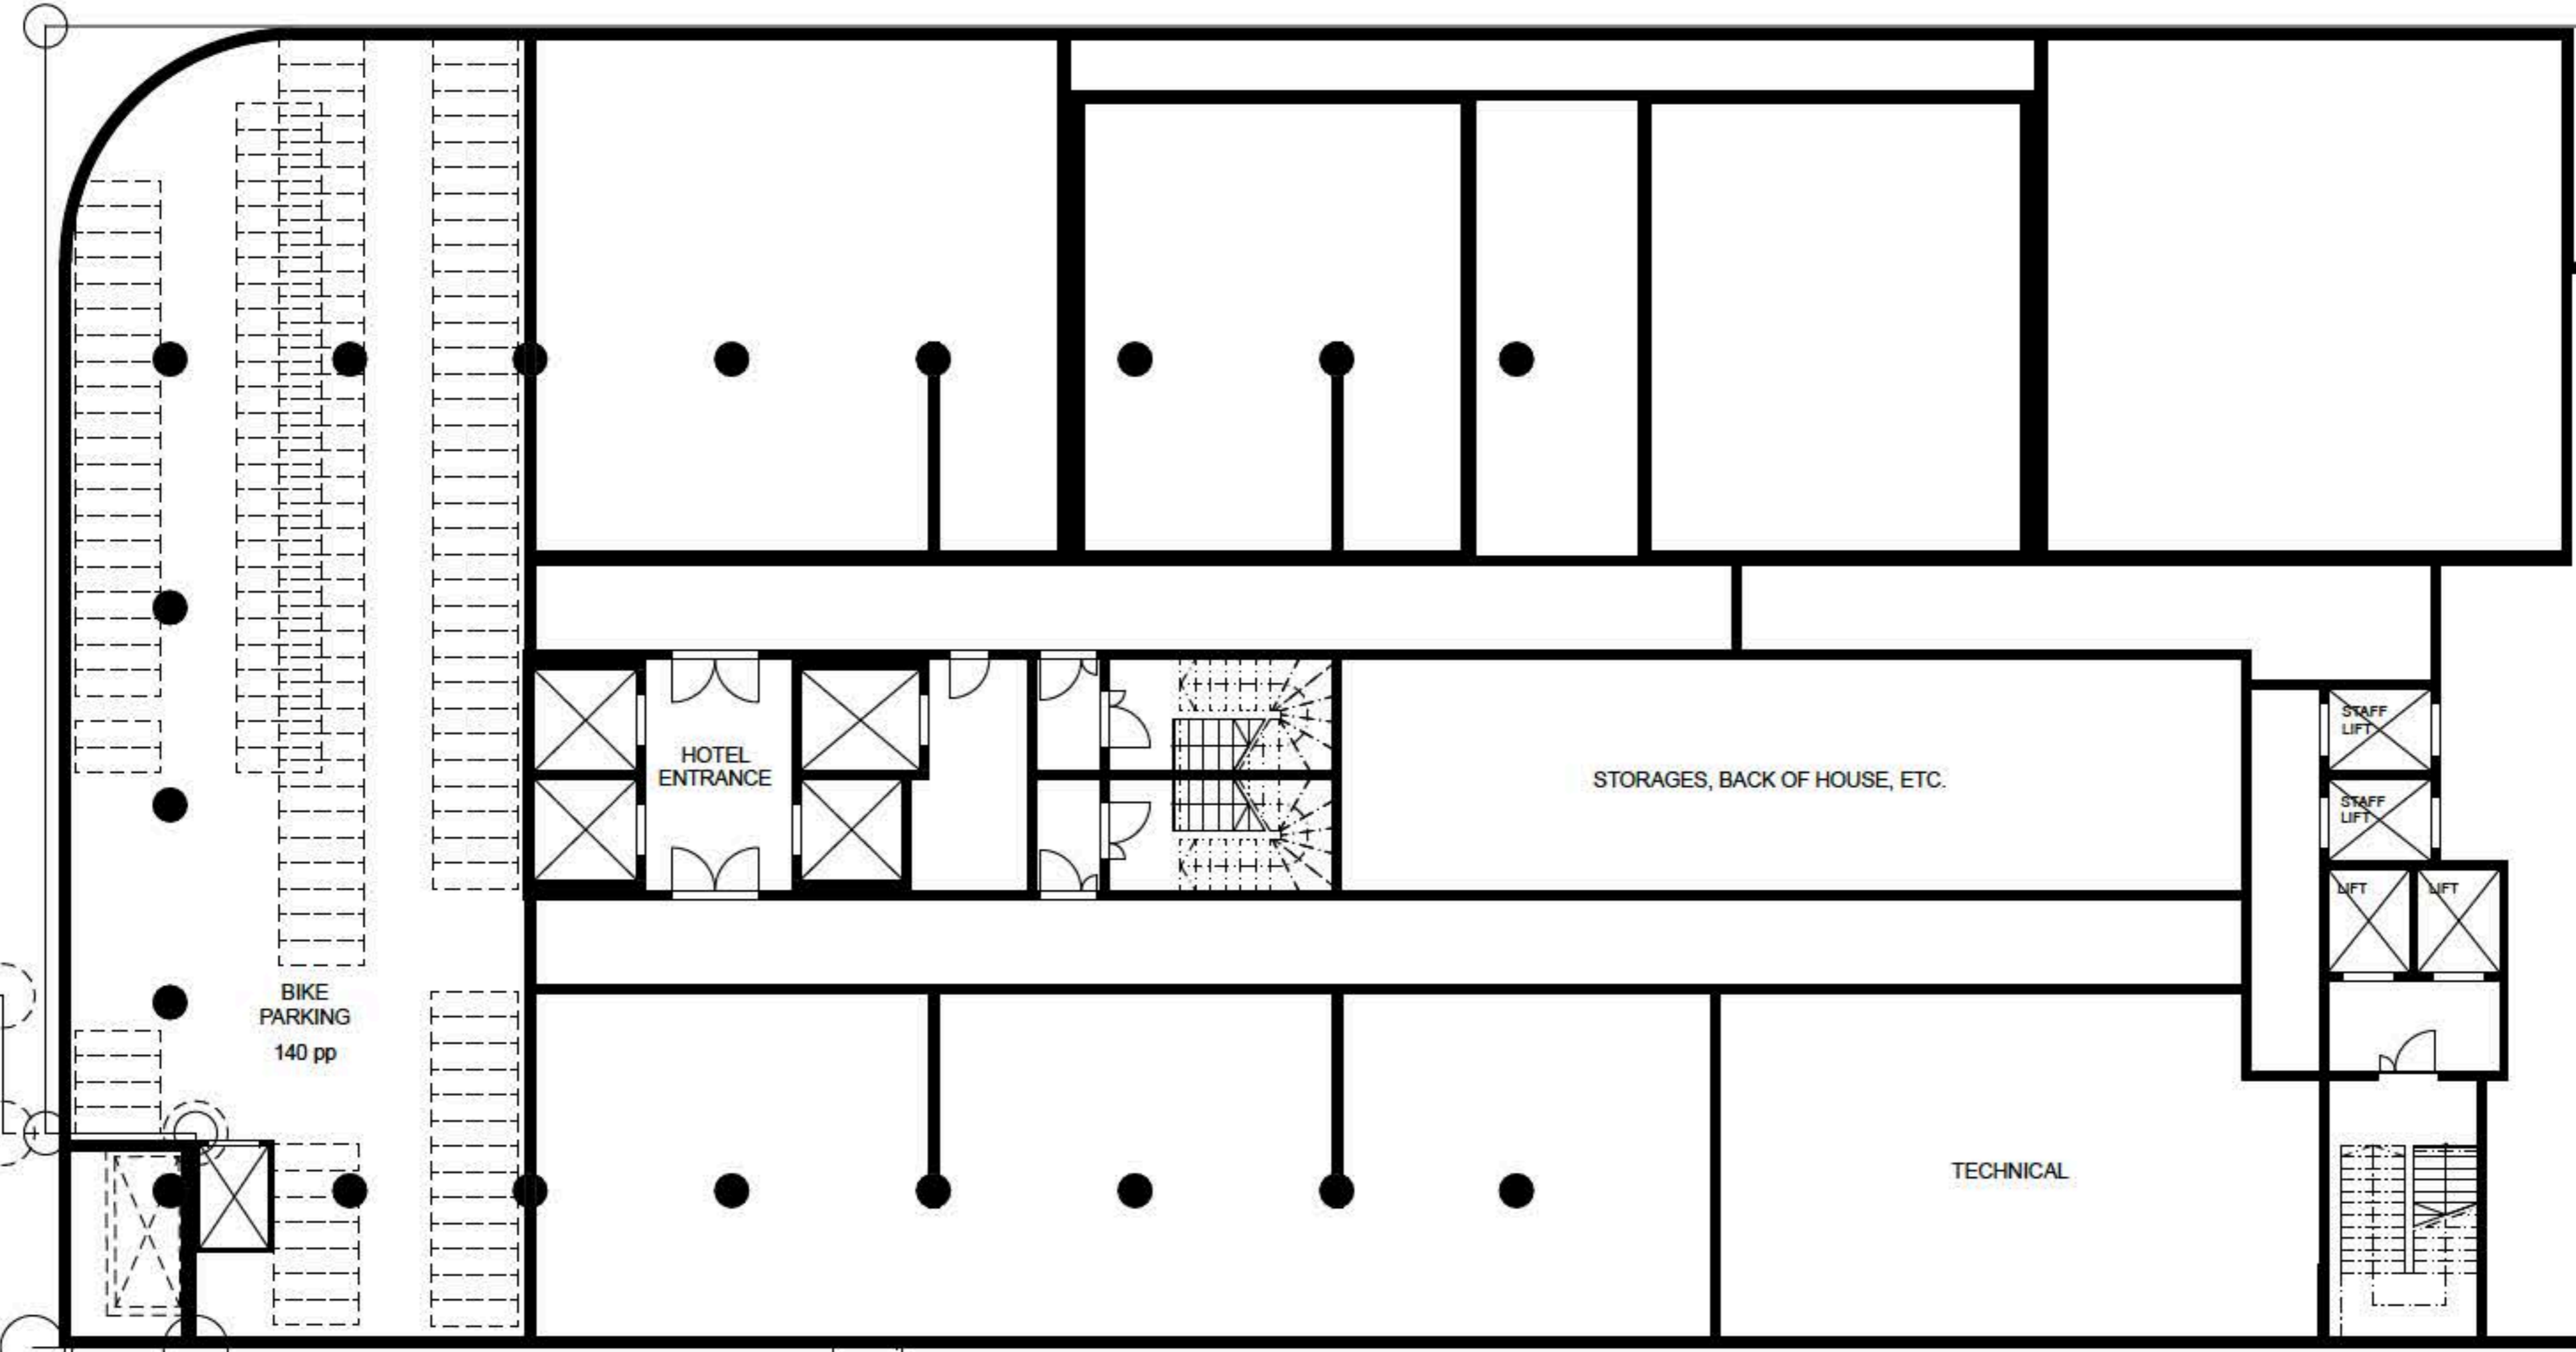 HOTEL
ENTRANCE
STORAGES, BACK OF HOUSE, ETC.
STAFF
LIFT
STAFF
LIFT
LIFT
LIFT
BIKE
PARKING
140 pp
TECHNICAL